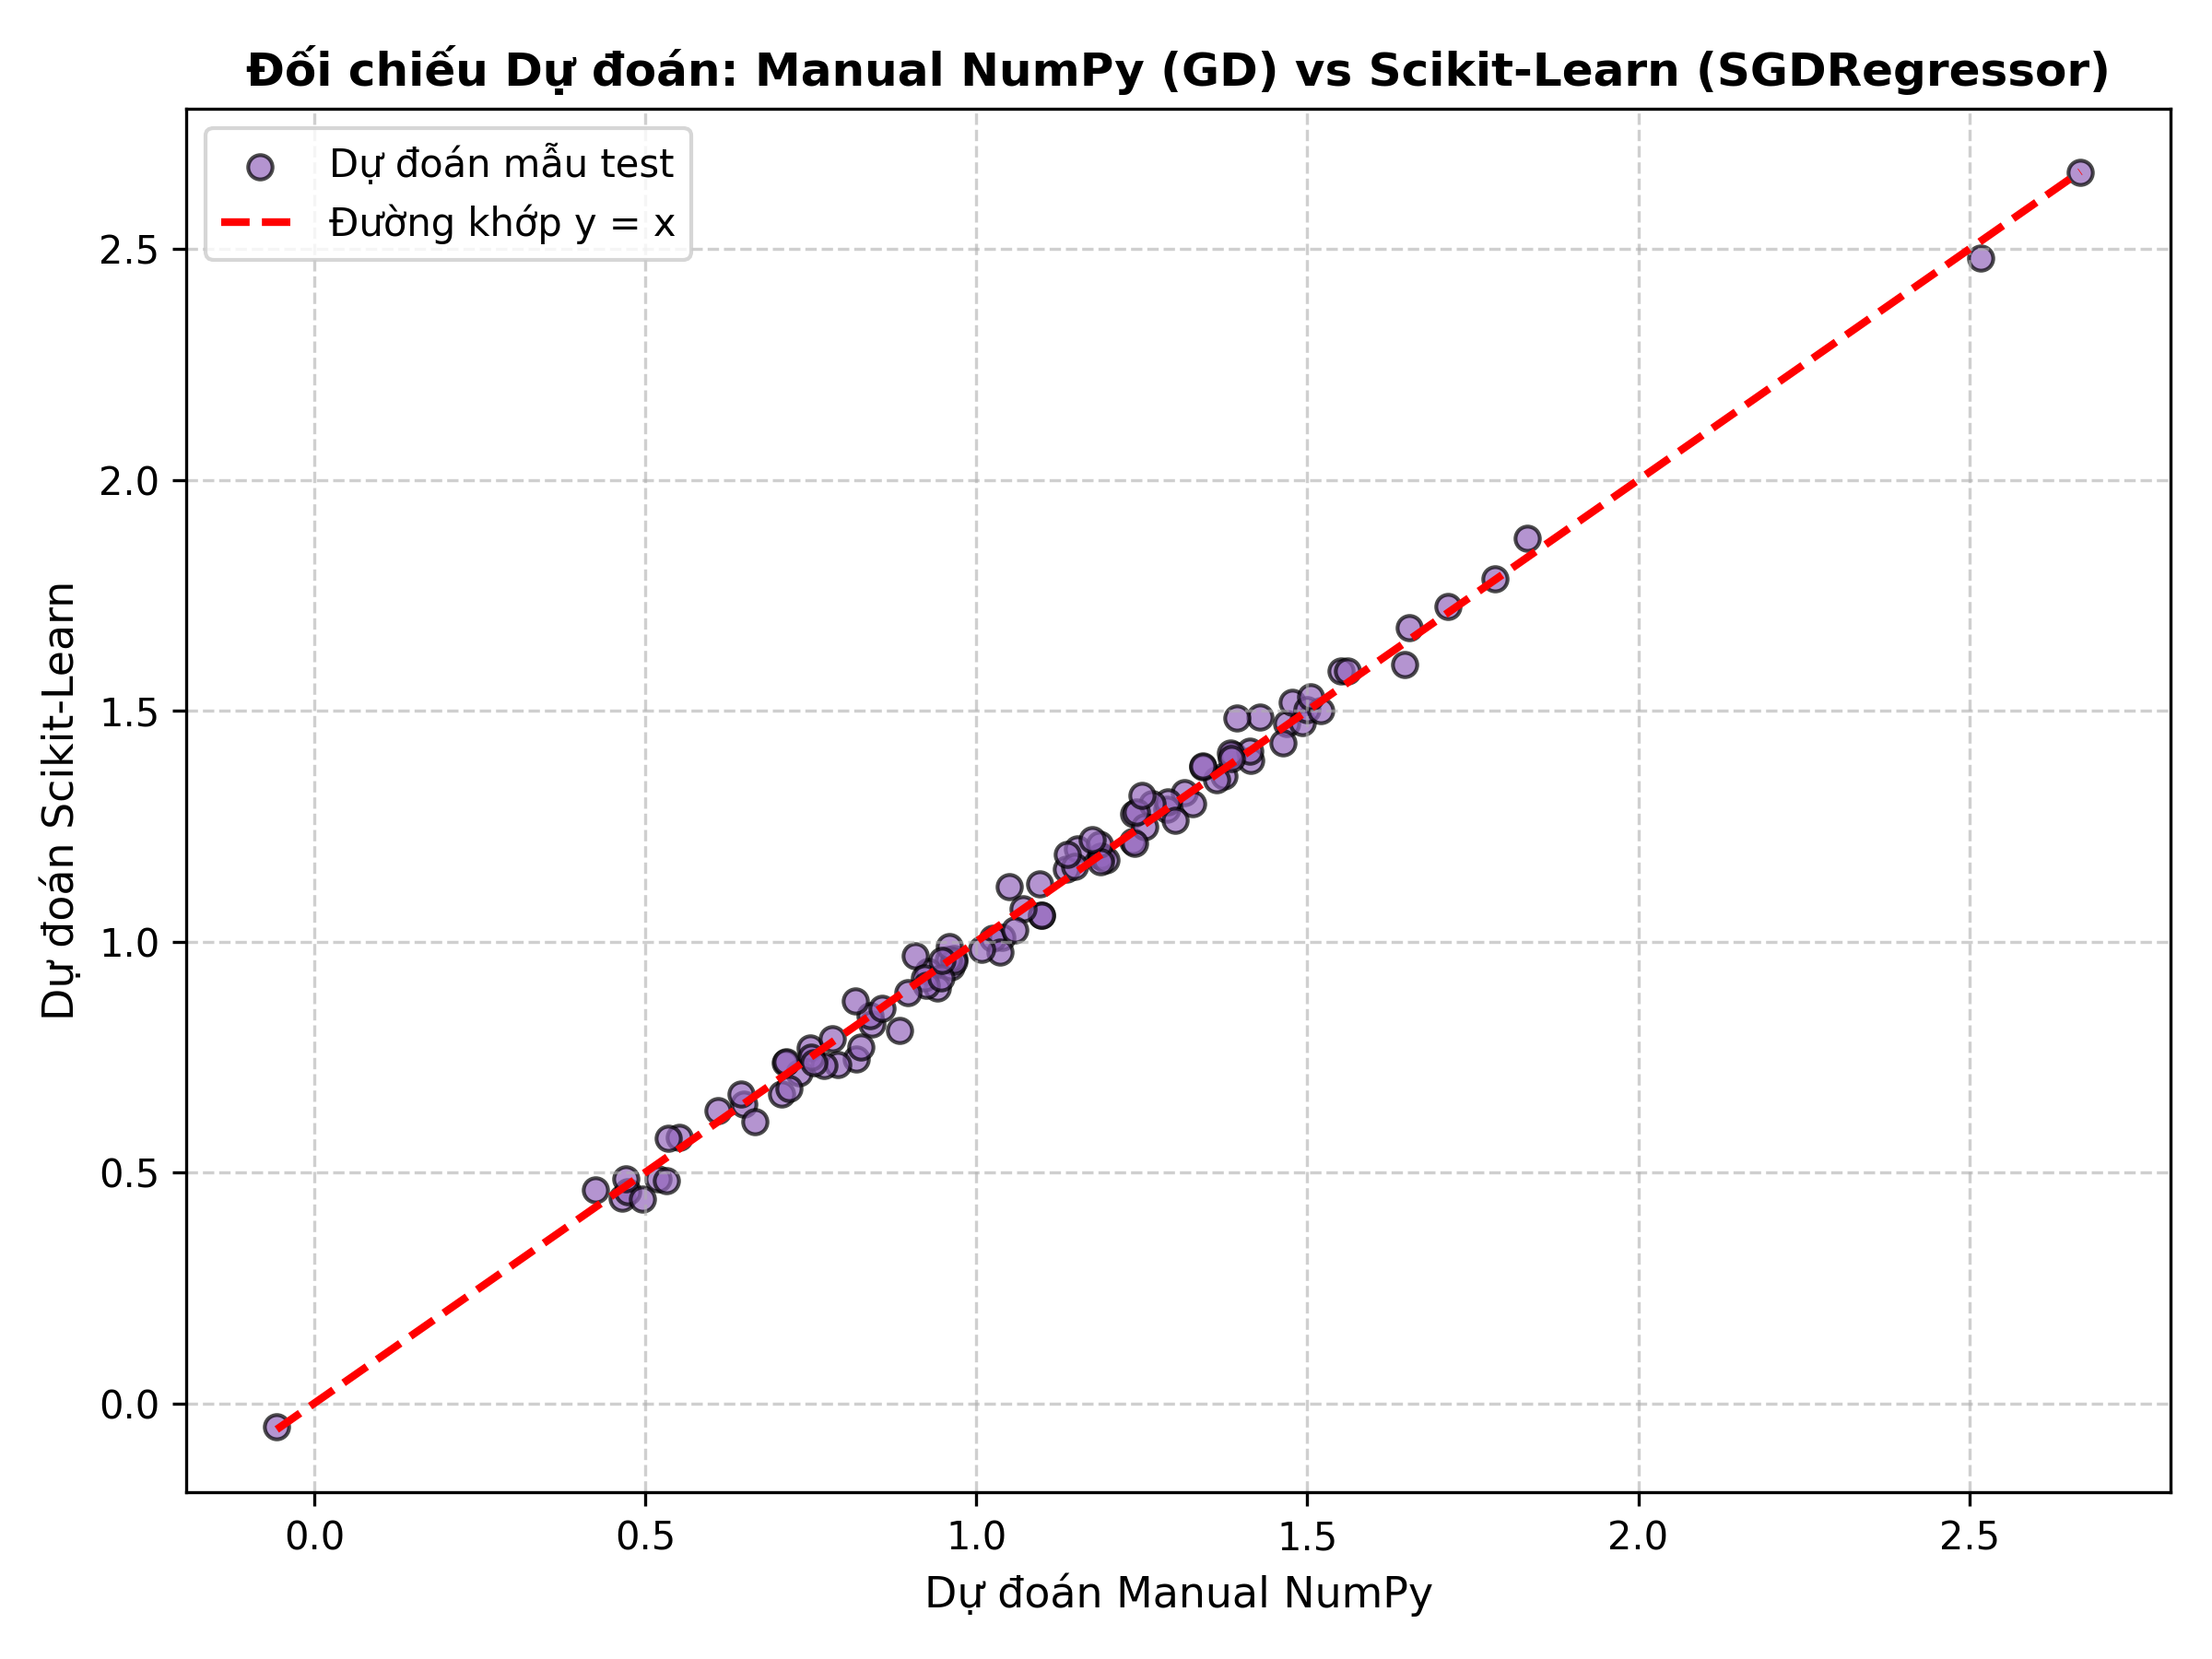 Đối chiếu Dự đoán: Manual NumPy (GD) vs Scikit-Learn (SGDRegressor)
Dự đoán mẫu test
Đường khớp y = x
Dự đoán Scikit-Learn
2.5
2.0
1.5
1.0
0.5
0.0
0.0 0.5 1.0 1.5 2.0 2.5
Dự đoán Manual NumPy